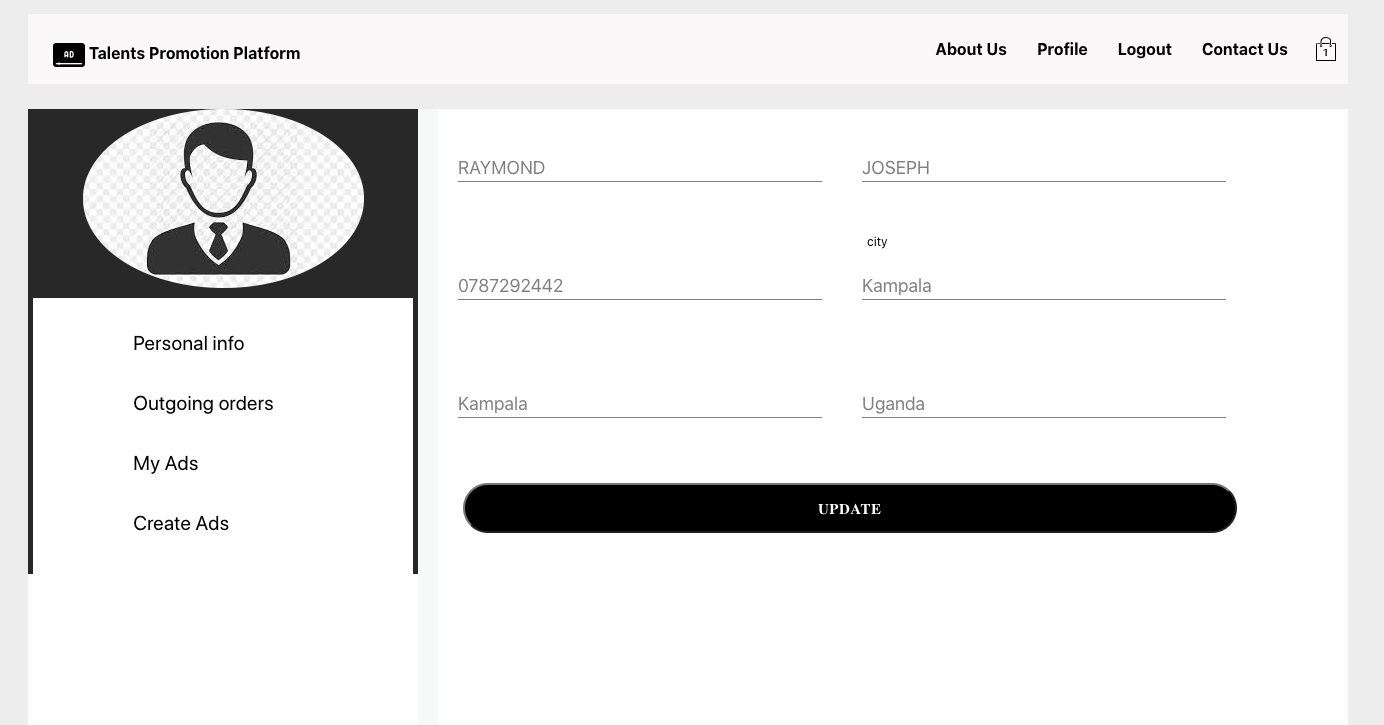 AD Talents Promotion Platform About Us Profile Logout Contact Us 1
RAYMOND JOSEPH
city
0787292442 Kampala
Personal info
Outgoing orders
Kampala Uganda
My Ads
UPDATE
Create Ads